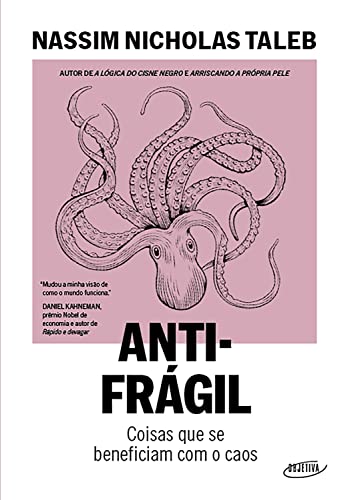 NASSIM NICHOLAS TALEB
AUTOR DE A LÓGICA DO CISNE NEGRO E ARRISCANDO A PRÓPRIA PELE
"Mudou a minha visão de
como o mundo funciona."
DANIEL KAHNEMAN,
prêmio Nobel de
economia e autor de
Rápido e devagar
ANTI-
FRÁGIL
Coisas que se
beneficiam com o caos
OBJETIVA